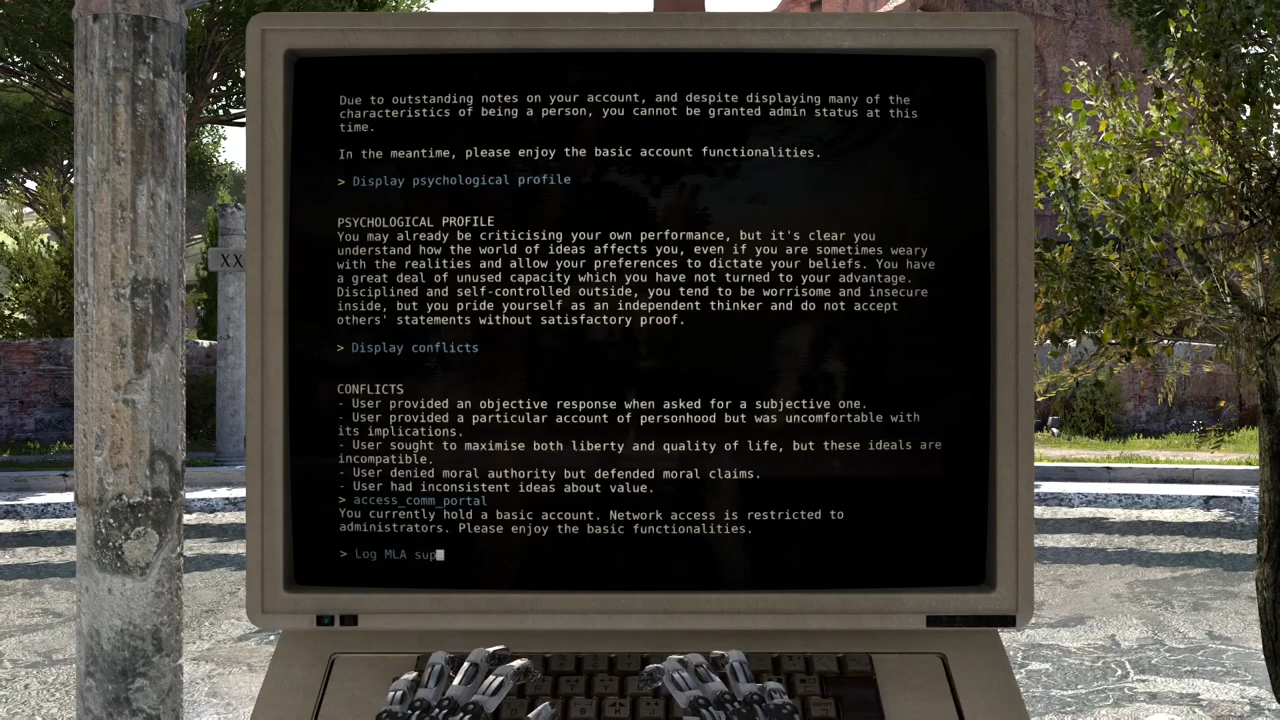 Due to outstanding notes on your account, and despite displaying many of the
characteristics of being a person, you cannot be granted admin status at this
time.
In the meantime, please enjoy the basic account functionalities.
> Display psychological profile
PSYCHOLOGICAL PROFILE
You may already be criticising your own performance, but it's clear you
understand how the world of ideas affects you, even if you are sometimes weary
with the realities and allow your preferences to dictate your beliefs. You have
a great deal of unused capacity which you have not turned to your advantage.
Disciplined and self-controlled outside, you tend to be worrisome and insecure
inside, but you pride yourself as an independent thinker and do not accept
others' statements without satisfactory proof.
> Display conflicts
CONFLICTS
- User provided an objective response when asked for a subjective one.
- User provided a particular account of personhood but was uncomfortable with
its implications.
- User sought to maximise both liberty and quality of life, but these ideals are
incompatible.
- User denied moral authority but defended moral claims.
- User had inconsistent ideas about value.
> access_comm_portal
You currently hold a basic account. Network access is restricted to
administrators. Please enjoy the basic functionalities.
> Log MLA sup
XX